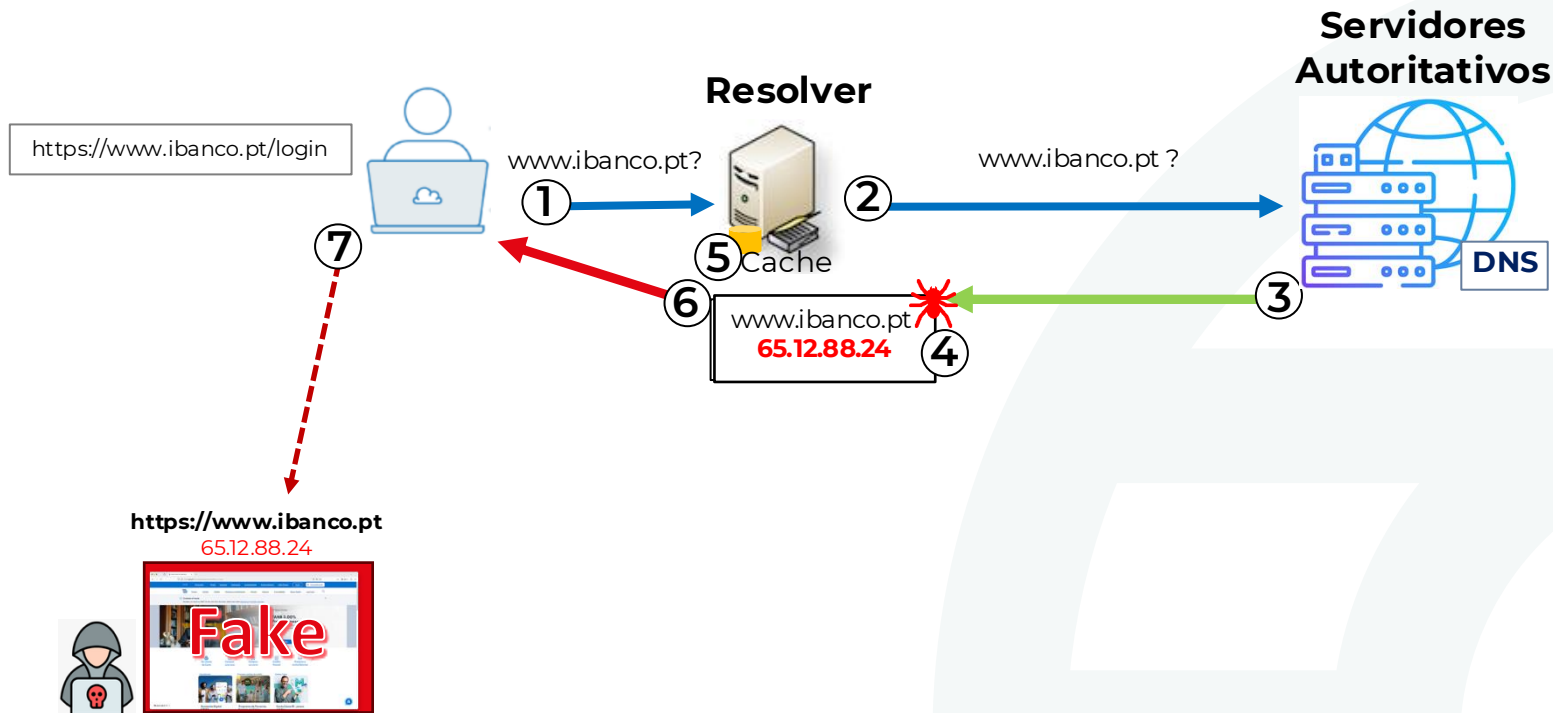 Servidores
Autoritativos
Resolver
https://www.ibanco.pt/login
www.ibanco.pt?
www.ibanco.pt ?
1
2
7
5
Cache
DNS
6
3
www.ibanco.pt
65.12.88.24
4
https://www.ibanco.pt
65.12.88.24
Fake